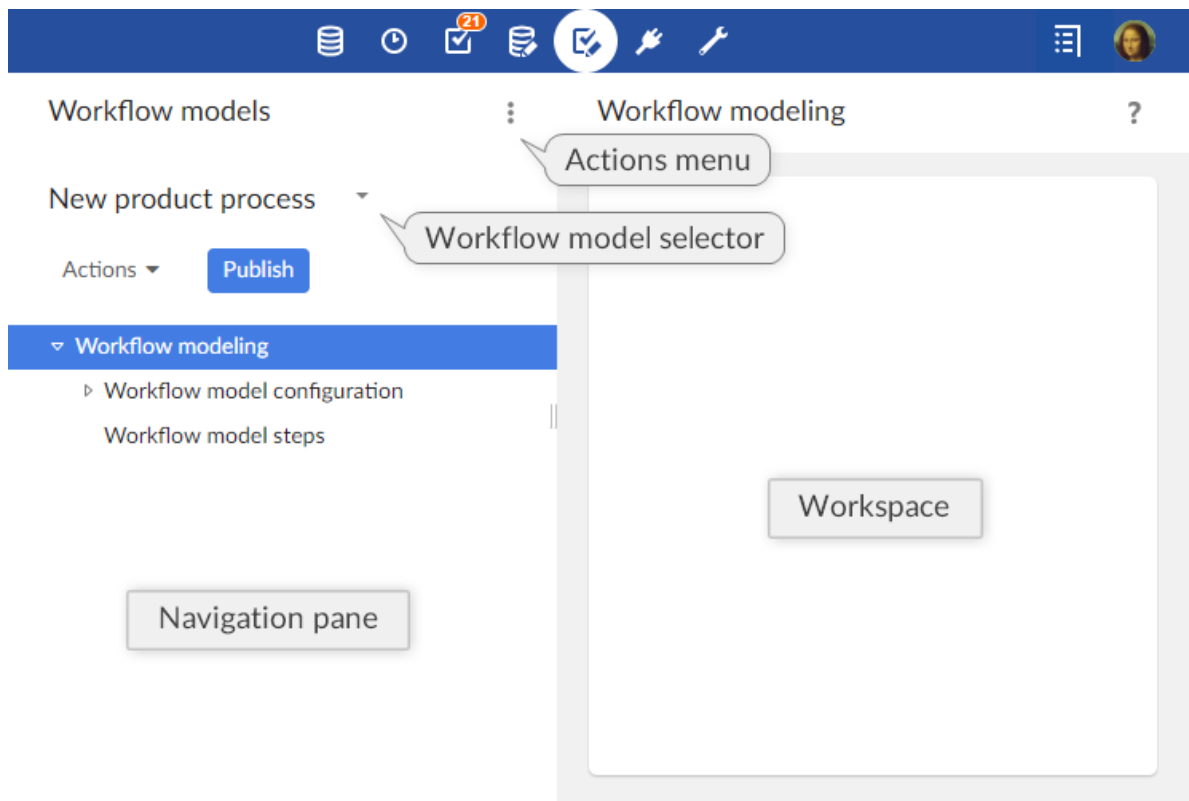 21
Workflow models
Workflow modeling
?
Actions menu
New product process
Workflow model selector
Actions
Publish
Workflow modeling
Workflow model configuration
Workflow model steps
Workspace
Navigation pane